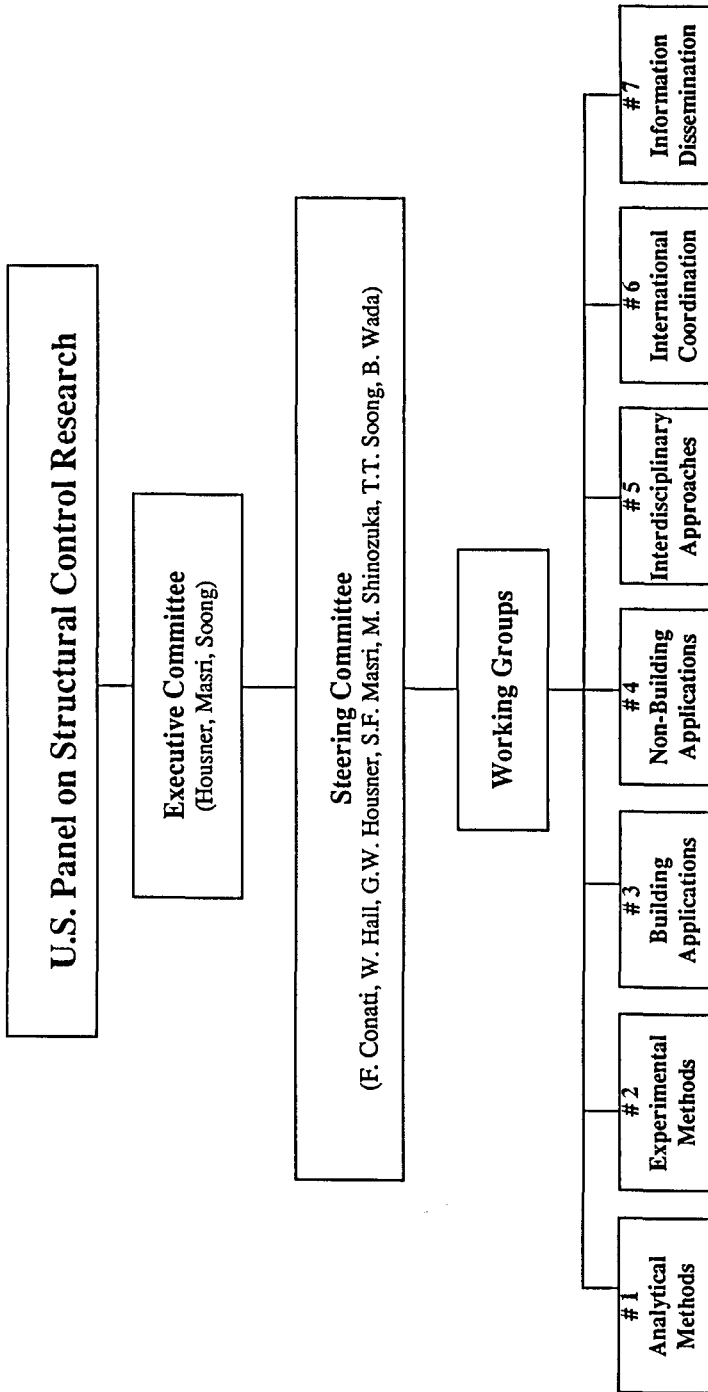 U.S. Panel on Structural Control Research
Executive Committee
(Housner, Masri, Soong)
Steering Committee
(F. Conati, W. Hall, G.W. Housner, S.F. Masri, M. Shinozuka, T.T. Soong, B. Wada)
Working Groups
#1
Analytical
Methods
#2
Experimental
Methods
#3
Building
Applications
#4
Non-Building
Applications
#5
Interdisciplinary
Approaches
#6
International
Coordination
#7
Information
Dissemination